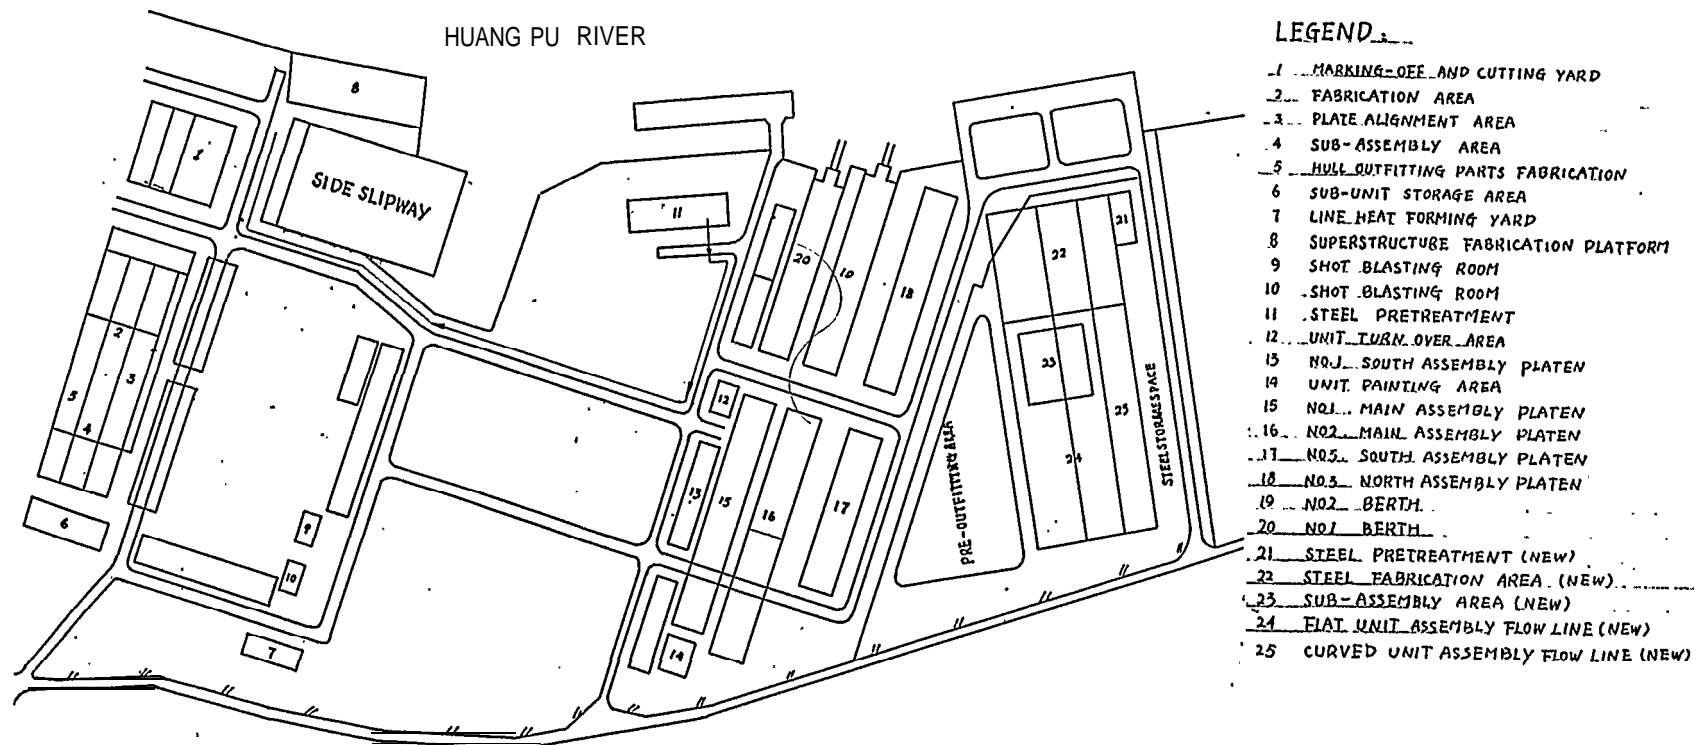 HUANG PU RIVER
8
1
SIDE SLIPWAY
11
20
19
18
22
21
2
3
5
4
6
23
25
24
STEEL STORAGE SPACE
PRE-OUTFITTING AREA
12
13
15
16
17
9
10
7
14
LEGEND:
1 MARKING-OFF AND CUTTING YARD
2 FABRICATION AREA
3 PLATE ALIGNMENT AREA
4 SUB-ASSEMBLY AREA
5 HULL OUTFITTING PARTS FABRICATION
6 SUB-UNIT STORAGE AREA
7 LINE HEAT FORMING YARD
8 SUPERSTRUCTURE FABRICATION PLATFORM
9 SHOT BLASTING ROOM
10 SHOT BLASTING ROOM
11 STEEL PRETREATMENT
12 UNIT TURN OVER AREA
13 NO.1 SOUTH ASSEMBLY PLATEN
14 UNIT PAINTING AREA
15 NO1. MAIN ASSEMBLY PLATEN
16 NO2. MAIN ASSEMBLY PLATEN
17 NO5. SOUTH ASSEMBLY PLATEN
18 NO.3 NORTH ASSEMBLY PLATEN
19 NO2 BERTH
20 NO1 BERTH
21 STEEL PRETREATMENT (NEW)
22 STEEL FABRICATION AREA (NEW)
23 SUB-ASSEMBLY AREA (NEW)
24 FLAT UNIT ASSEMBLY FLOW LINE (NEW)
25 CURVED UNIT ASSEMBLY FLOW LINE (NEW)